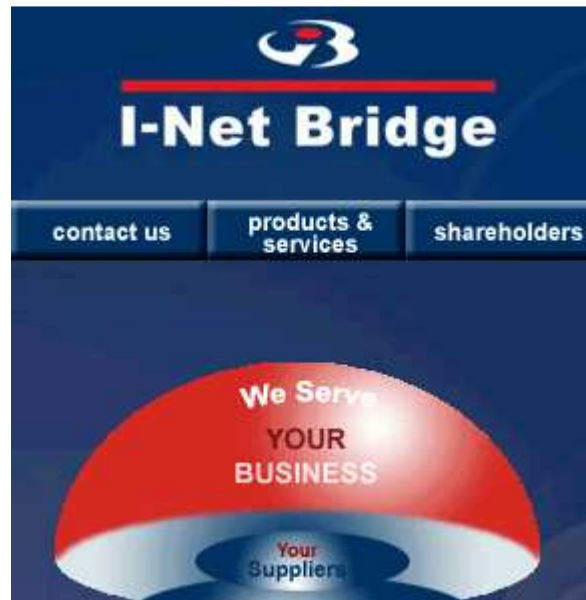 I-Net Bridge
contact us
products &
services
shareholders
We Serve
YOUR
BUSINESS
Your
Suppliers